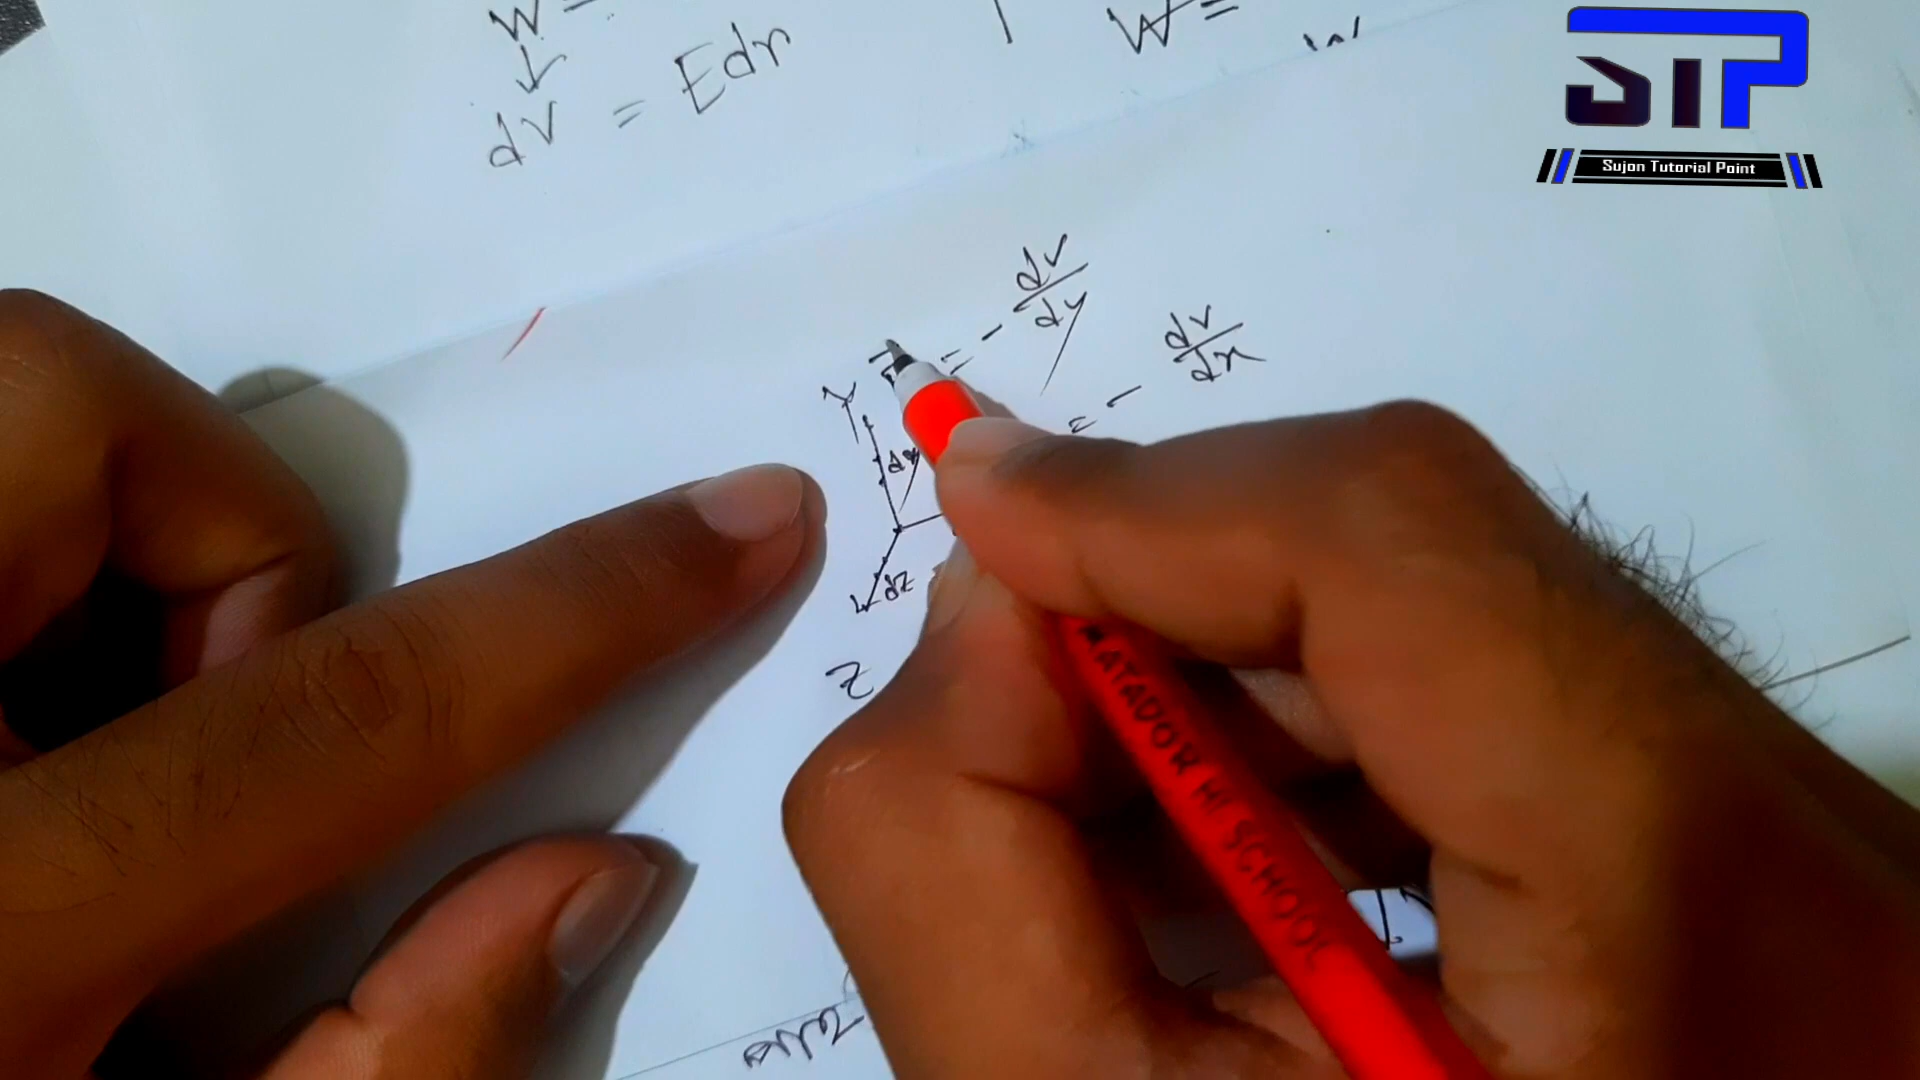 W =
W =
dv = Edr
STP
Sujon Tutorial Point
= - dv/dy
= - dv/dx
Y
dy
dz
Z
MATADOR HI SCHOOL